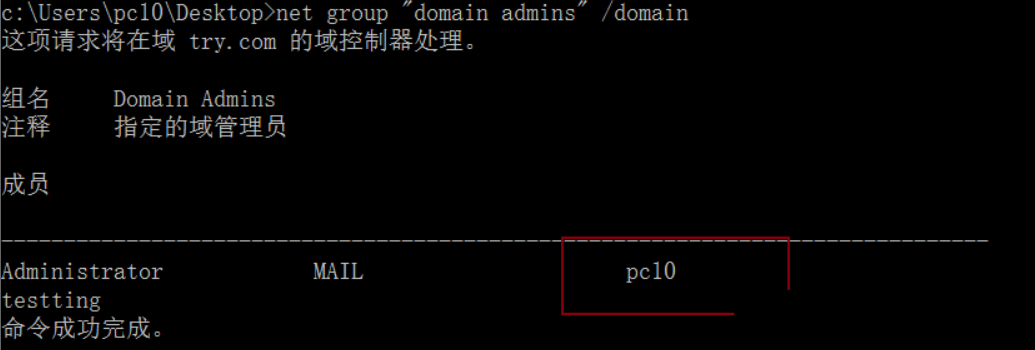 c:\Users\pc10\Desktop>net group "domain admins" /domain
这项请求将在域 try.com 的域控制器处理。
组名 Domain Admins
注释 指定的域管理员
成员
-------------------------------------------------------------------------------
Administrator MAIL pc10
testting
命令成功完成。